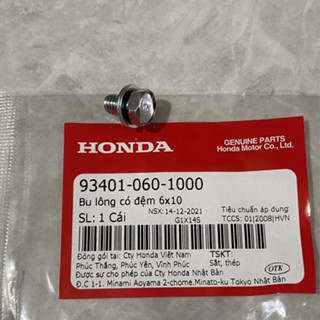 HONDA
GENUINE PARTS
Honda Motor Co., Ltd.
93401-060-1000
Bu lông có đệm 6x10
NSX: 14-12-2021
Tiêu chuẩn áp dụng:
SL: 1 Cái
G1X14S
TCCS: 01|2008|HVN
Đóng gói tại: Cty Honda Việt Nam
TSKT:
Phúc Thắng, Phúc Yên, Vĩnh Phúc
Sắt, thép
Được sự cho phép của Cty Honda Nhật Bản
OTK
Đ.C 1-1. Minami Aoyama 2-chome.Minato-ku Tokyo Nhật Bản